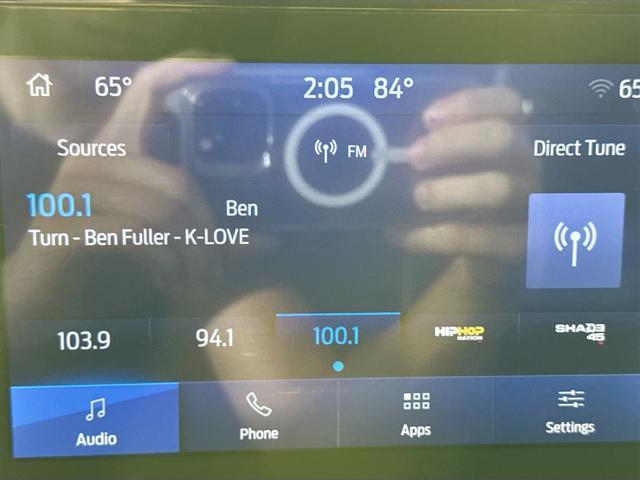 65° 2:05 84° 65
Sources FM Direct Tune
100.1 Ben
Turn - Ben Fuller - K-LOVE
103.9 94.1 100.1 HIPHOP NATION SHADE 45
Audio Phone Apps Settings